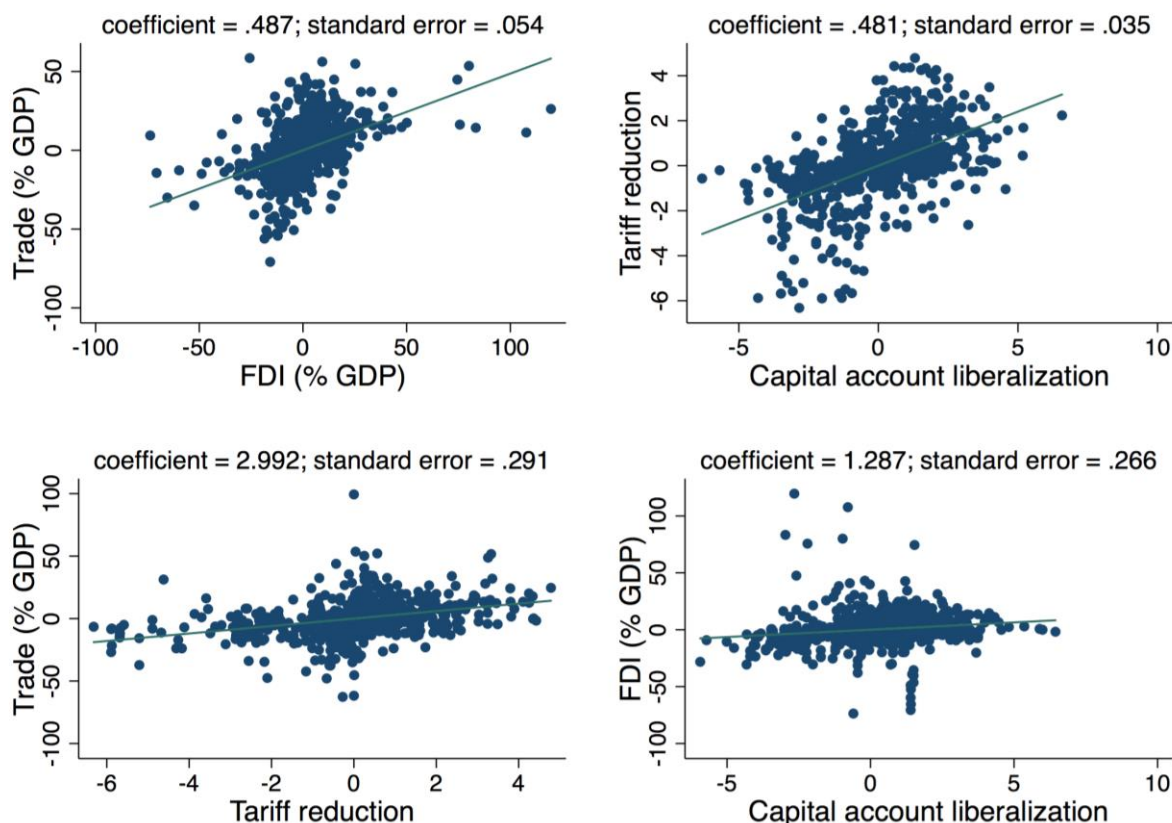 coefficient = .487; standard error = .054
Trade (% GDP)
50
0
-50
-100
-100 -50 0 50 100
FDI (% GDP)
coefficient = .481; standard error = .035
Tariff reduction
4
2
0
-2
-4
-6
-5 0 5 10
Capital account liberalization
coefficient = 2.992; standard error = .291
Trade (% GDP)
100
50
0
-50
-100
-6 -4 -2 0 2 4
Tariff reduction
coefficient = 1.287; standard error = .266
FDI (% GDP)
100
50
0
-50
-100
-5 0 5 10
Capital account liberalization